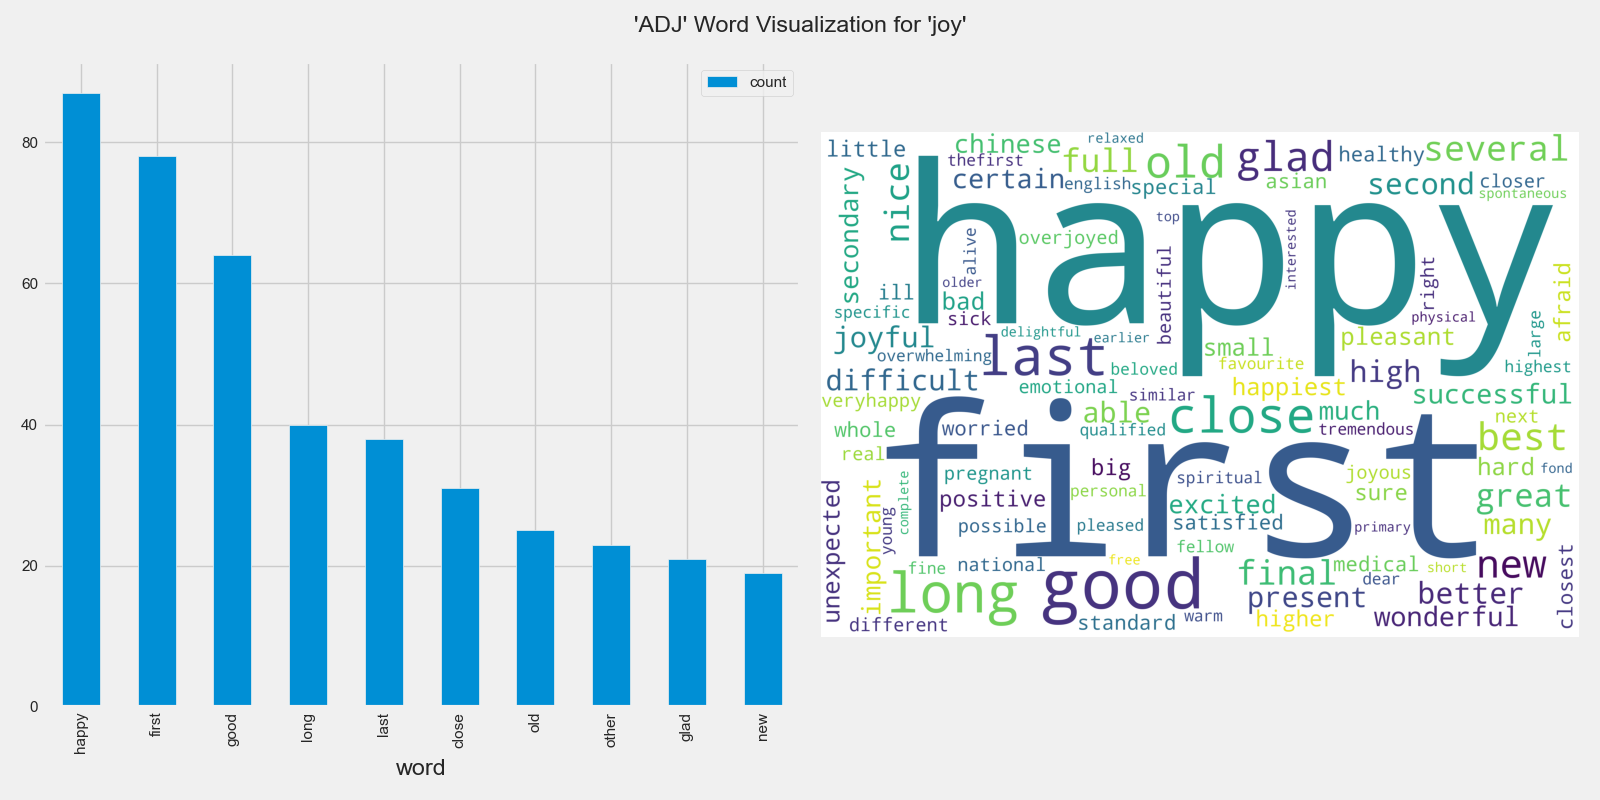 'ADJ' Word Visualization for 'joy'
count
80
60
40
20
0
happy
first
good
long
last
close
old
other
glad
new
word
little
chinese
relaxed
thefirst
full
old
glad
healthy
several
certain
english
special
asian
second
closer
spontaneous
nice
secondary
happy
top
overjoyed
interested
alive
older
beautiful
right
afraid
ill
bad
specific
sick
physical
large
joyful
delightful
earlier
last
small
pleasant
overwhelming
beloved
favourite
highest
difficult
emotional
similar
happiest
high
successful
veryhappy
able
close
much
next
whole
worried
qualified
tremendous
best
first
real
big
pregnant
spiritual
joyous
hard
fond
positive
personal
excited
sure
great
unexpected
important
complete
young
possible
pleased
satisfied
primary
many
fellow
fine
national
free
final
medical
short
new
closest
long
good
dear
present
better
different
standard
warm
higher
wonderful